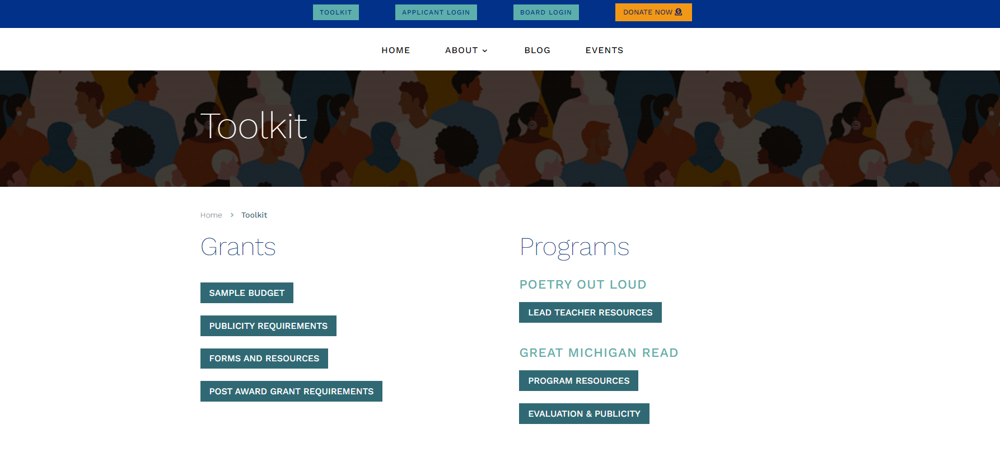 TOOLKIT
APPLICANT LOGIN
BOARD LOGIN
DONATE NOW
HOME
ABOUT
BLOG
EVENTS
Toolkit
Home > Toolkit
Grants
SAMPLE BUDGET
PUBLICITY REQUIREMENTS
FORMS AND RESOURCES
POST AWARD GRANT REQUIREMENTS
Programs
POETRY OUT LOUD
LEAD TEACHER RESOURCES
GREAT MICHIGAN READ
PROGRAM RESOURCES
EVALUATION & PUBLICITY